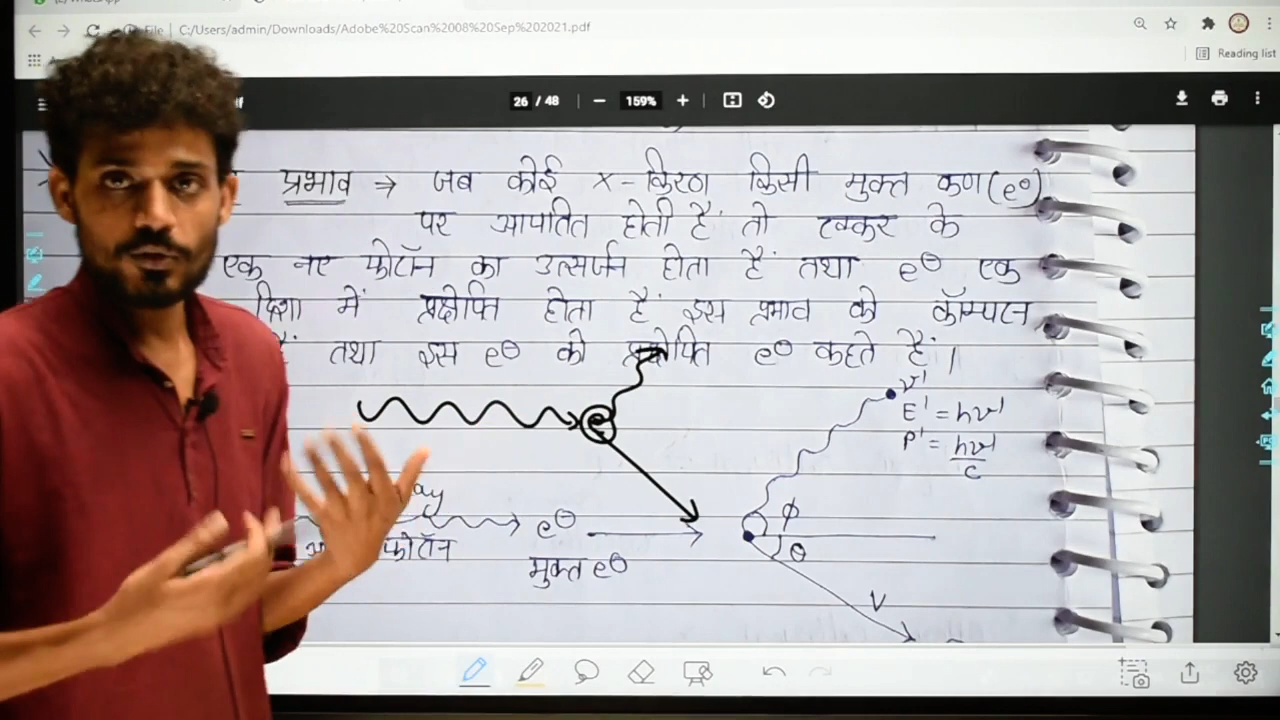 File | C:/Users/admin/Downloads/Adobe%20Scan%2008%20Sep%202021.pdf
Reading list
26 / 48
159%
प्रभाव ⇒ जब कोई x-किरण किसी मुक्त कण (e⊖)
पर आपतित होती है तो टक्कर के
एक नए फोटॉन का उत्सर्जन होता है तथा e⊖ एक
दिशा में प्रक्षेपित होता है इस प्रभाव को कॉम्पटन
तथा इस e⊖ को प्रक्षेपित e⊖ कहते हैं।
e
ν'
E' = hν'
P' = hν'/c
e⊖
ϕ
फोटॉन
θ
मुक्त e⊖
V